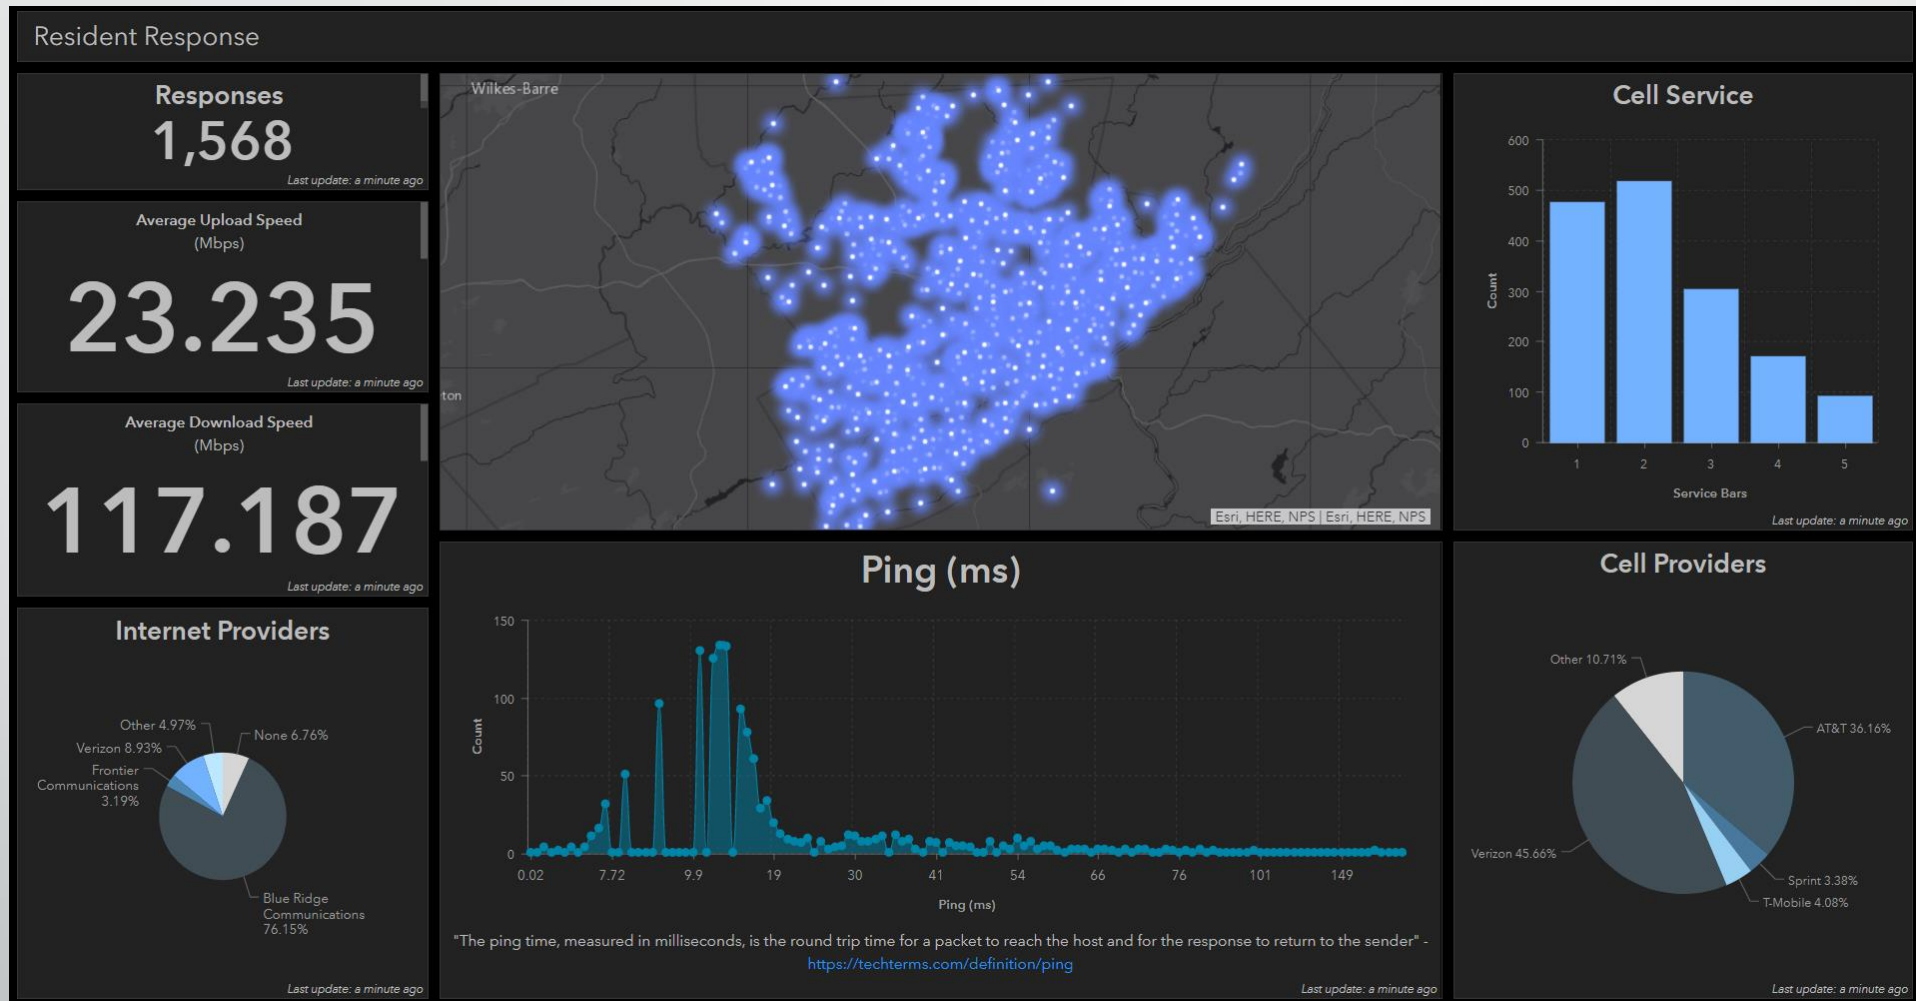 Resident Response
Responses
1,568
Last update: a minute ago
Average Upload Speed
(Mbps)
23.235
Last update: a minute ago
Average Download Speed
(Mbps)
117.187
Last update: a minute ago
Internet Providers
Other 4.97%
None 6.76%
Verizon 8.93%
Frontier
Communications
3.19%
Blue Ridge
Communications
76.15%
Last update: a minute ago
Wilkes-Barre
ton
Esri, HERE, NPS | Esri, HERE, NPS
Ping (ms)
150
100
50
0
Count
0.02 7.72 9.9 19 30 41 54 66 76 101 149
Ping (ms)
"The ping time, measured in milliseconds, is the round trip time for a packet to reach the host and for the response to return to the sender" -
https://techterms.com/definition/ping
Last update: a minute ago
Cell Service
600
500
400
300
200
100
0
Count
1 2 3 4 5
Service Bars
Last update: a minute ago
Cell Providers
Other 10.71%
AT&T 36.16%
Verizon 45.66%
Sprint 3.38%
T-Mobile 4.08%
Last update: a minute ago